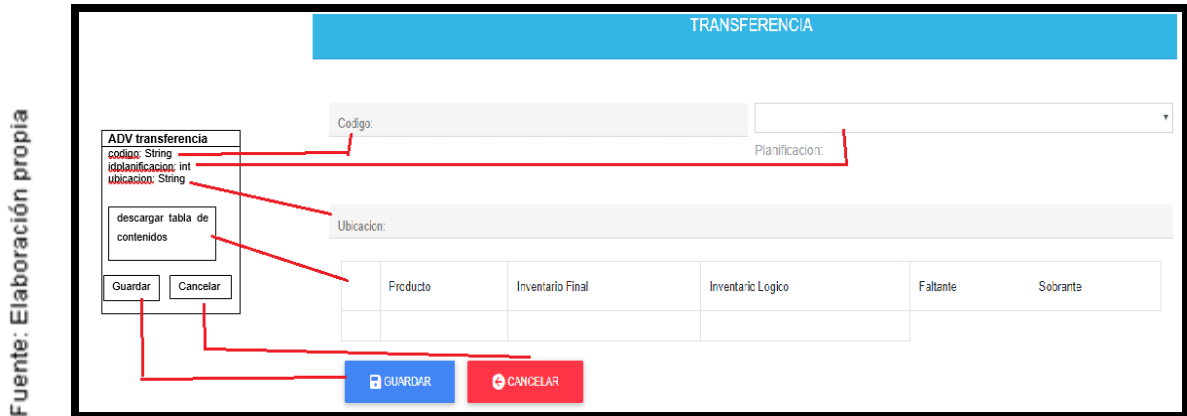 Fuente: Elaboración propia
TRANSFERENCIA
ADV transferencia
codigo: String
idplanificacion: int
ubicacion: String
descargar tabla de
contenidos
Guardar Cancelar
Codigo:
Planificacion:
Ubicacion:
Producto Inventario Final Inventario Logico Faltante Sobrante
GUARDAR CANCELAR